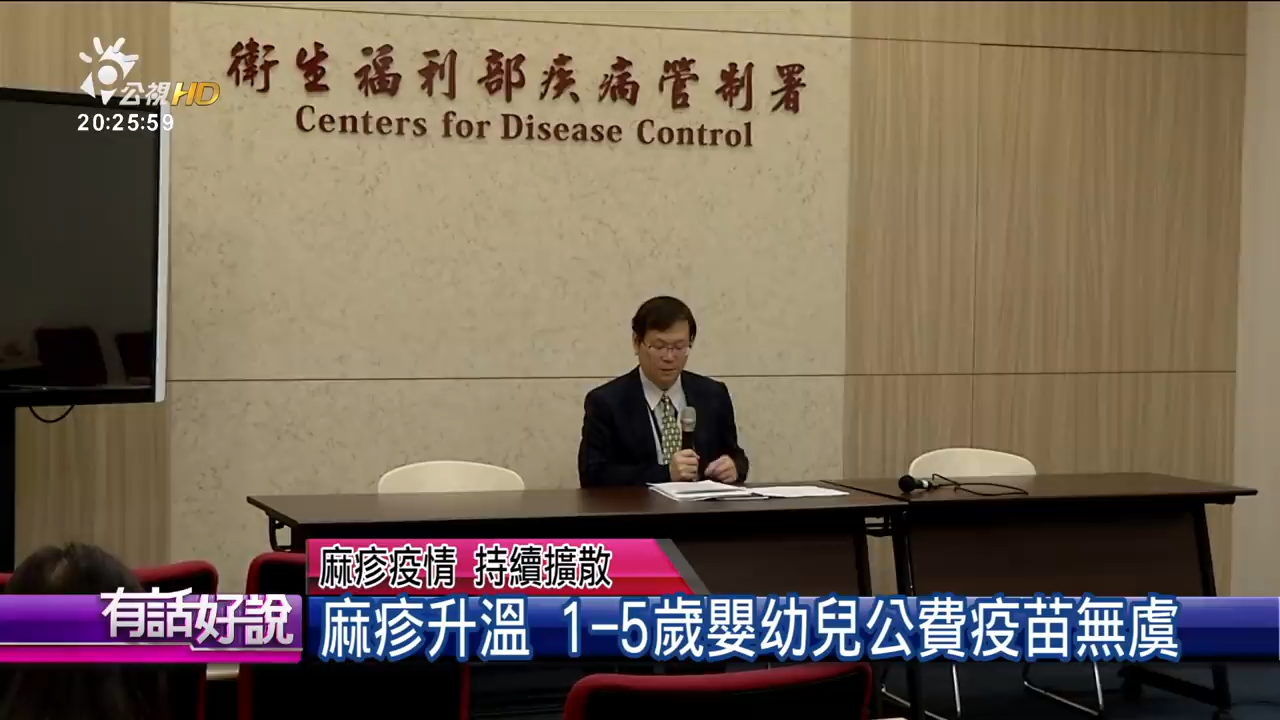 衛生福利部疾病管制署
Centers for Disease Control
公視HD
20:25:59
麻疹疫情 持續擴散
有話好說
麻疹升溫 1-5歲嬰幼兒公費疫苗無虞